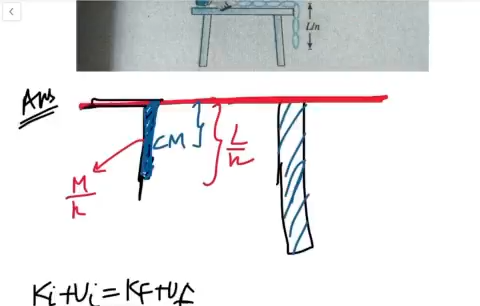 L/n
Ans
CM
L/n
M/n
Ki+Ui=Kf+Uf